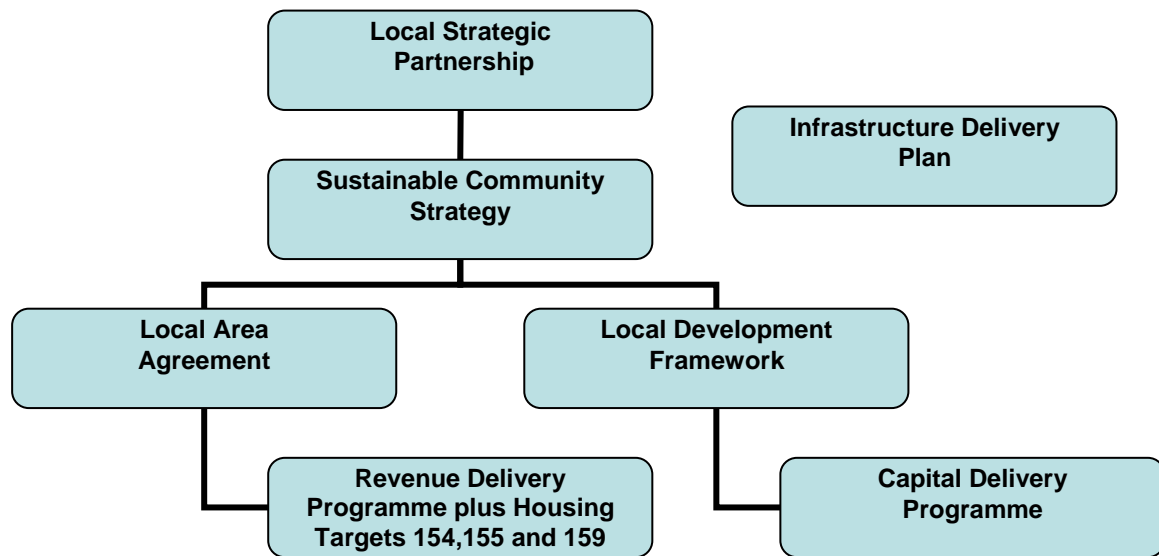 Local Strategic
Partnership
Infrastructure Delivery
Plan
Sustainable Community
Strategy
Local Area
Agreement
Local Development
Framework
Revenue Delivery
Programme plus Housing
Targets 154,155 and 159
Capital Delivery
Programme